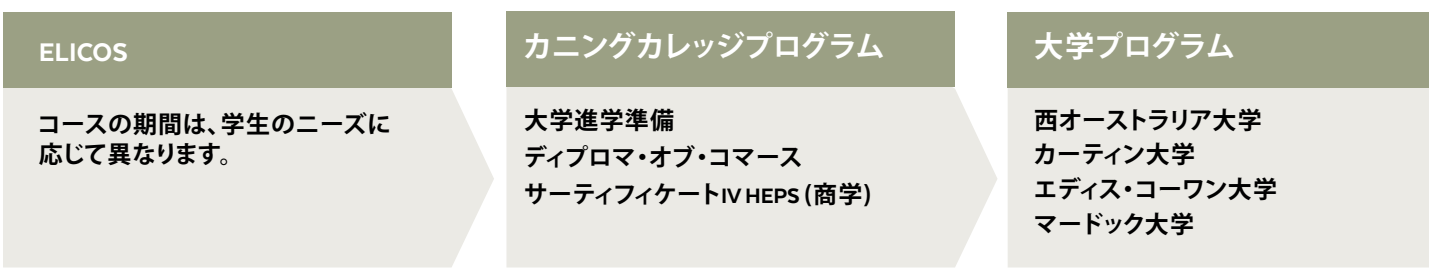 ELICOS
コースの期間は、学生のニーズに
応じて異なります。
カニングカレッジプログラム
大学進学準備
ディプロマ・オブ・コマース
サーティフィケートIV HEPS (商学)
大学プログラム
西オーストラリア大学
カーティン大学
エディス・コーワン大学
マードック大学